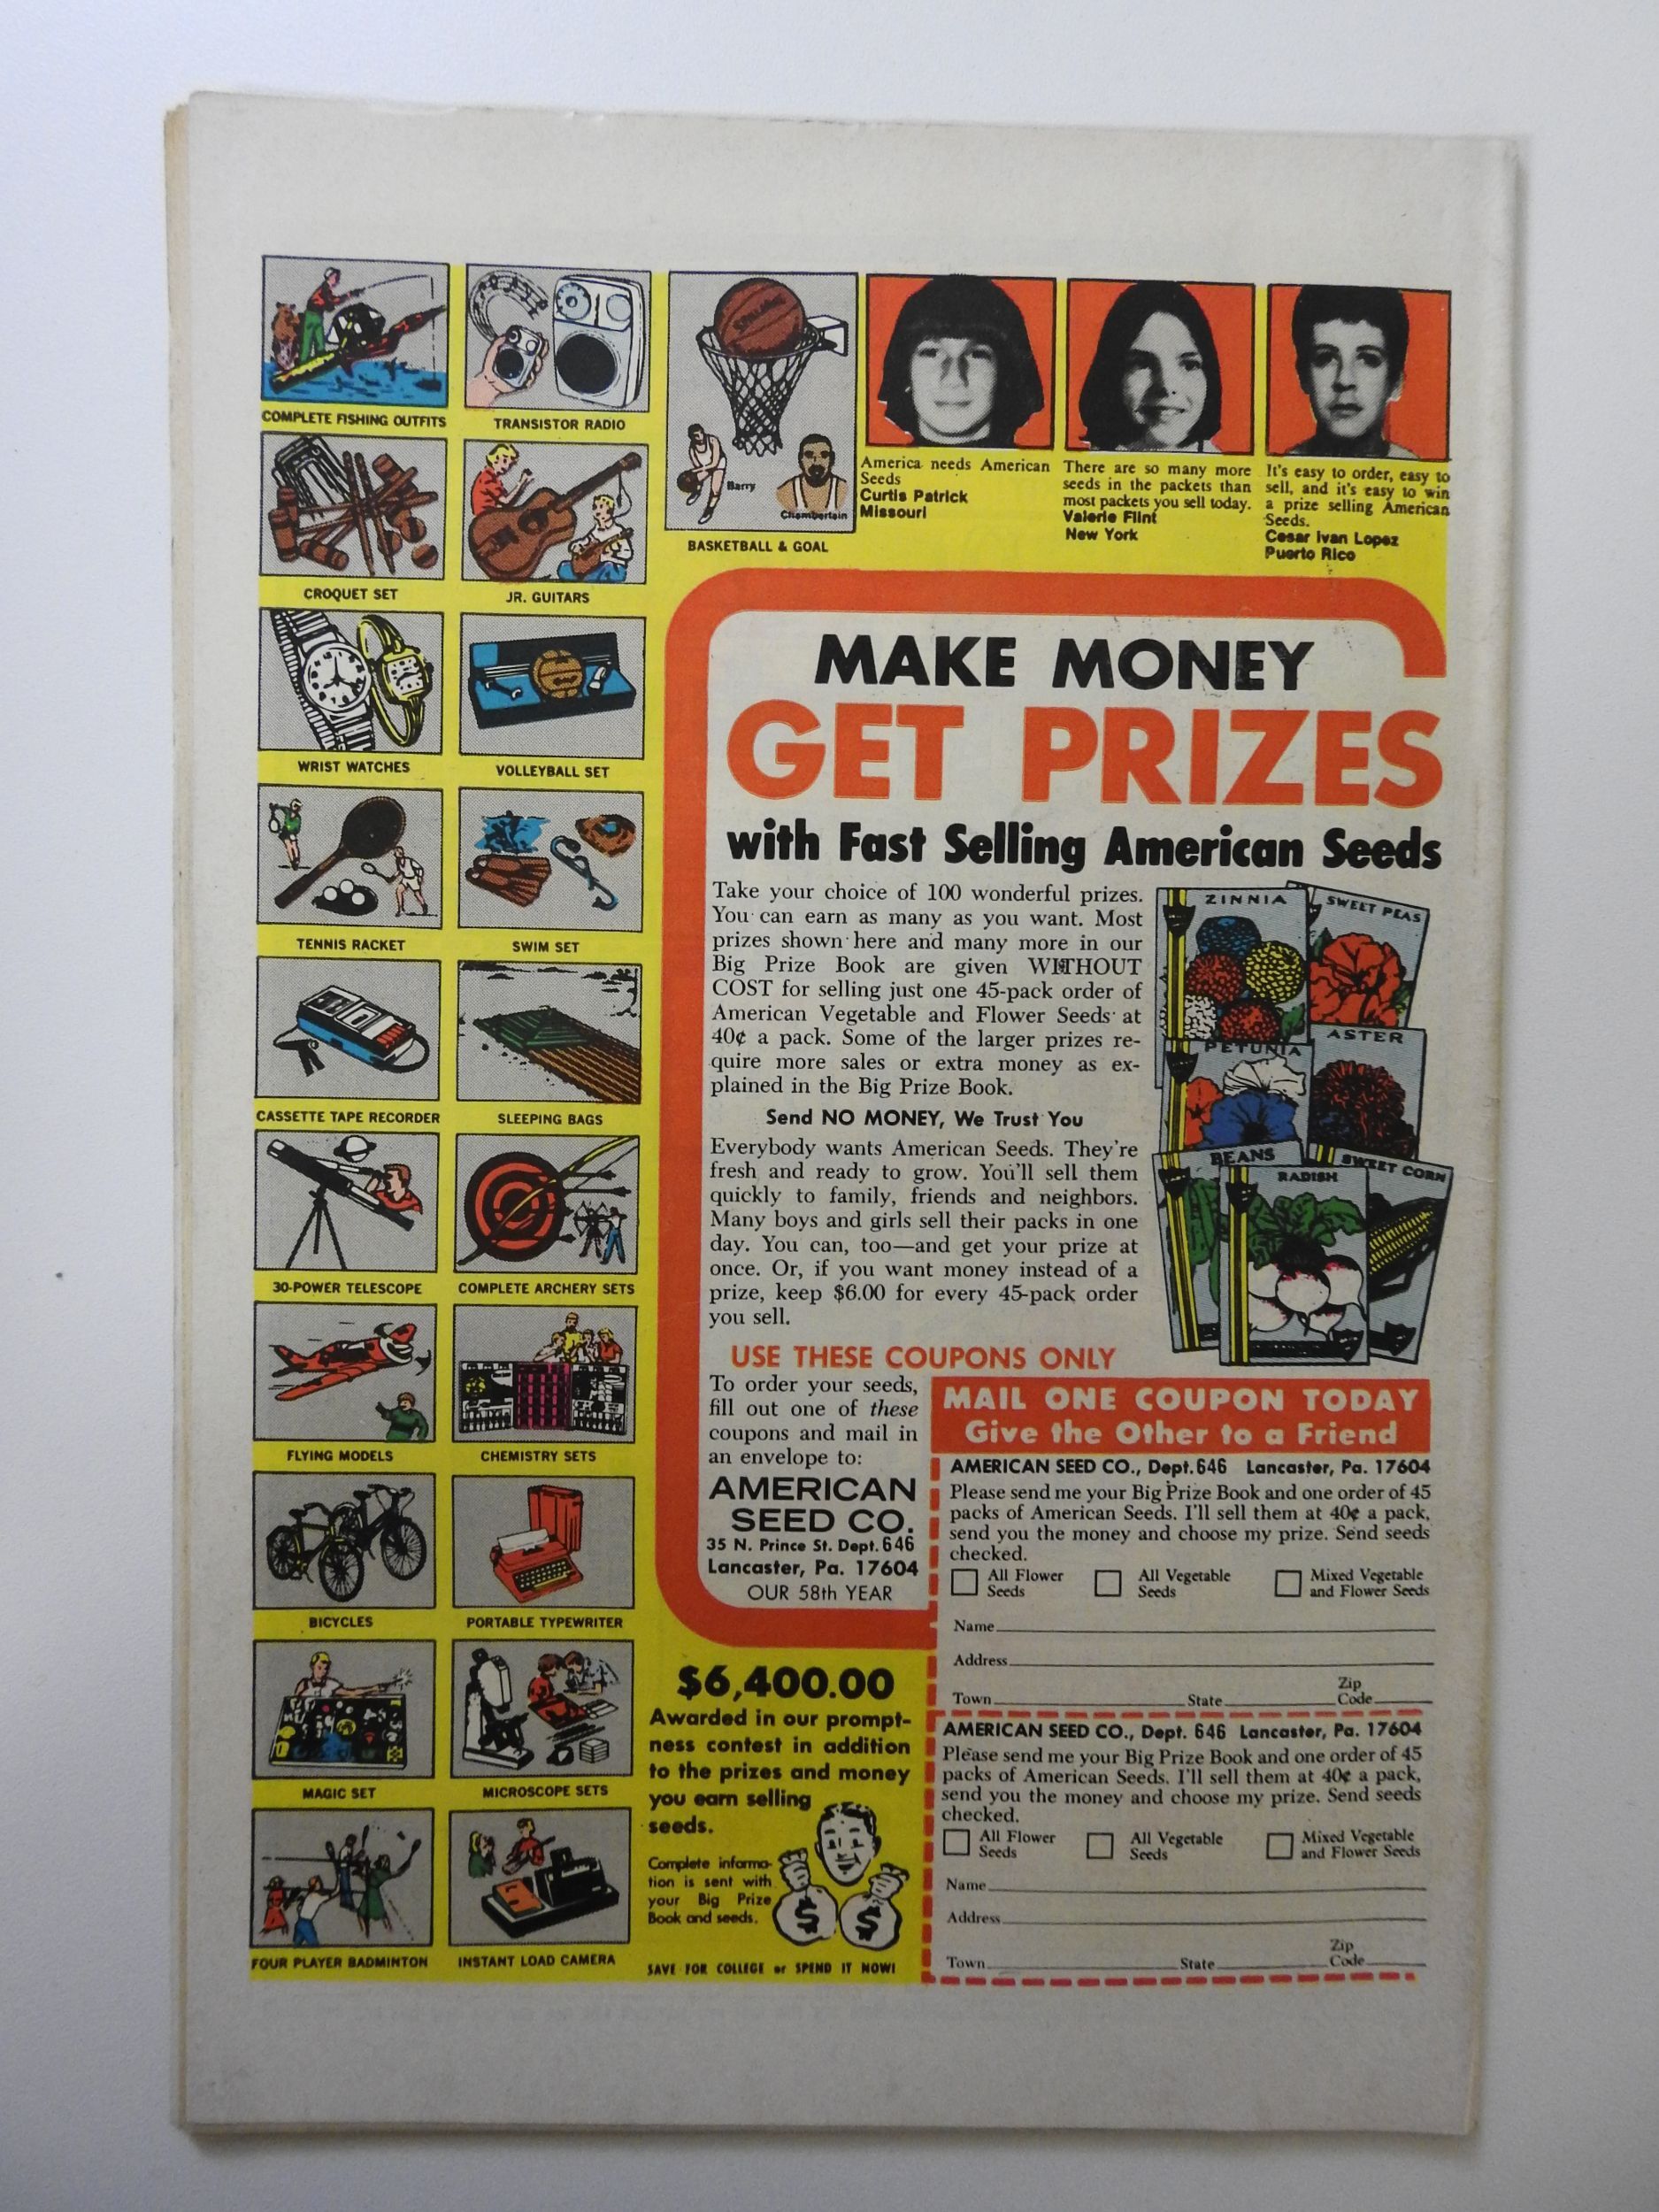 COMPLETE FISHING OUTFITS
TRANSISTOR RADIO
SPALDING
Barry
Chamberlain
BASKETBALL & GOAL
America needs American
Seeds
Curtis Patrick
Missouri
There are so many more
seeds in the packets than
most packets you sell today.
Valerie Flint
New York
It's easy to order, easy to
sell, and it's easy to win
a prize selling American
Seeds.
Cesar Ivan Lopez
Puerto Rico
CROQUET SET
JR. GUITARS
WRIST WATCHES
VOLLEYBALL SET
TENNIS RACKET
SWIM SET
CASSETTE TAPE RECORDER
SLEEPING BAGS
30-POWER TELESCOPE
COMPLETE ARCHERY SETS
FLYING MODELS
CHEMISTRY SETS
BICYCLES
PORTABLE TYPEWRITER
MAGIC SET
MICROSCOPE SETS
FOUR PLAYER BADMINTON
INSTANT LOAD CAMERA
MAKE MONEY
GET PRIZES
with Fast Selling American Seeds
Take your choice of 100 wonderful prizes.
You can earn as many as you want. Most
prizes shown here and many more in our
Big Prize Book are given WITHOUT
COST for selling just one 45-pack order of
American Vegetable and Flower Seeds at
40¢ a pack. Some of the larger prizes re-
quire more sales or extra money as ex-
plained in the Big Prize Book.
Send NO MONEY, We Trust You
Everybody wants American Seeds. They're
fresh and ready to grow. You'll sell them
quickly to family, friends and neighbors.
Many boys and girls sell their packs in one
day. You can, too—and get your prize at
once. Or, if you want money instead of a
prize, keep $6.00 for every 45-pack order
you sell.
ZINNIA
SWEET PEAS
PETUNIA
ASTER
BEANS
RADISH
SWEET CORN
USE THESE COUPONS ONLY
To order your seeds,
fill out one of these
coupons and mail in
an envelope to:
AMERICAN
SEED CO.
35 N. Prince St. Dept. 646
Lancaster, Pa. 17604
OUR 58th YEAR
$6,400.00
Awarded in our prompt-
ness contest in addition
to the prizes and money
you earn selling
seeds.
Complete informa-
tion is sent with
your Big Prize
Book and seeds.
$ $
SAVE FOR COLLEGE or SPEND IT NOW!
MAIL ONE COUPON TODAY
Give the Other to a Friend
AMERICAN SEED CO., Dept. 646 Lancaster, Pa. 17604
Please send me your Big Prize Book and one order of 45
packs of American Seeds. I'll sell them at 40¢ a pack,
send you the money and choose my prize. Send seeds
checked.
All Flower
Seeds
All Vegetable
Seeds
Mixed Vegetable
and Flower Seeds
Name
Address
Town State Zip
Code
AMERICAN SEED CO., Dept. 646 Lancaster, Pa. 17604
Please send me your Big Prize Book and one order of 45
packs of American Seeds. I'll sell them at 40¢ a pack,
send you the money and choose my prize. Send seeds
checked.
All Flower
Seeds
All Vegetable
Seeds
Mixed Vegetable
and Flower Seeds
Name
Address
Town State Zip
Code